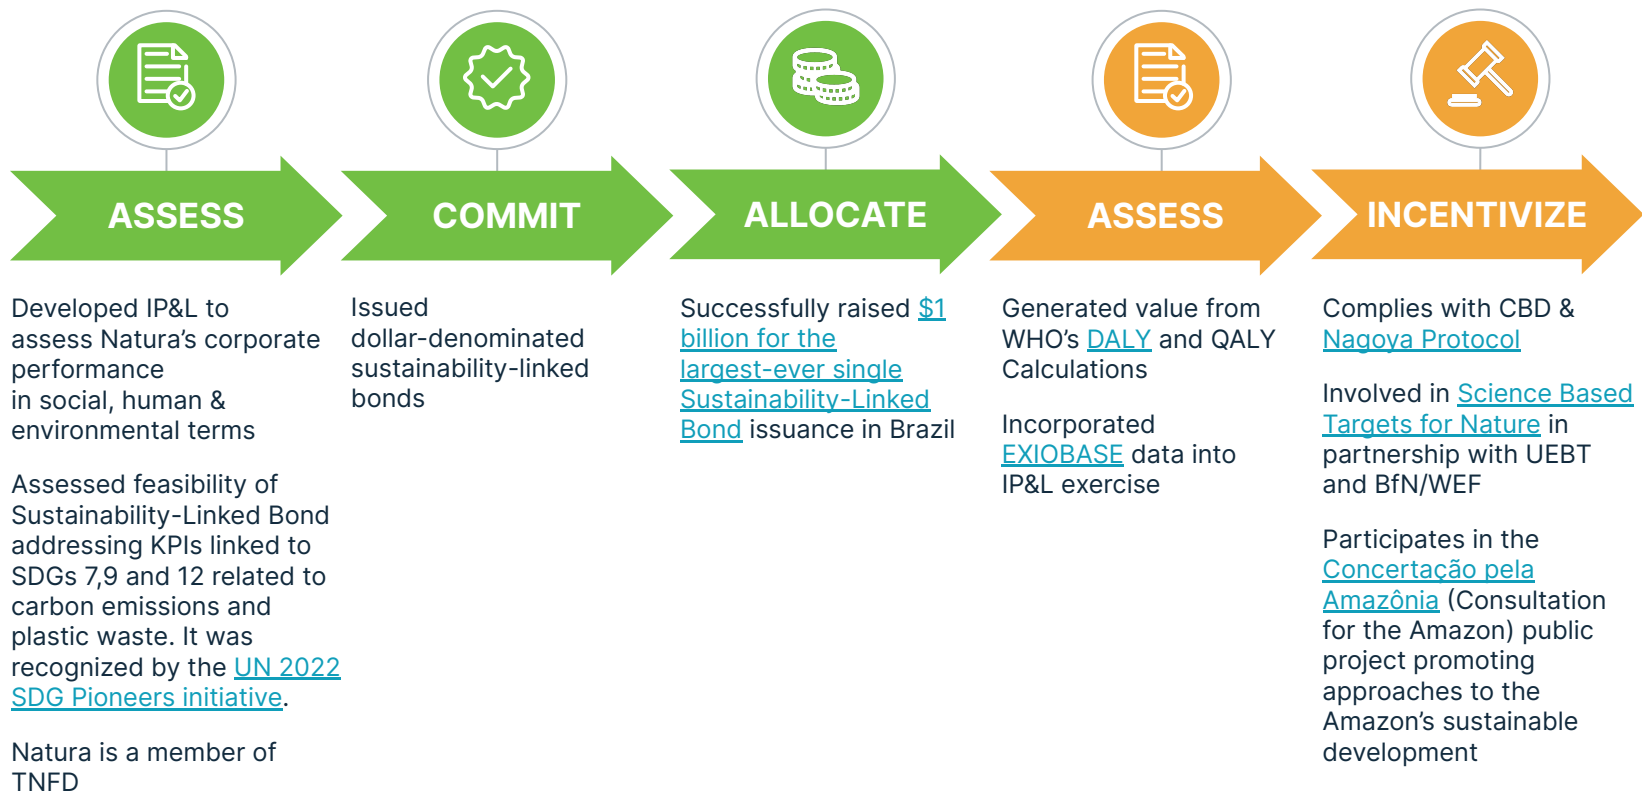 ASSESS
Developed IP&L to
assess Natura’s corporate
performance
in social, human &
environmental terms
Assessed feasibility of
Sustainability-Linked Bond
addressing KPIs linked to
SDGs 7,9 and 12 related to
carbon emissions and
plastic waste. It was
recognized by the UN 2022
SDG Pioneers initiative.
Natura is a member of
TNFD
COMMIT
Issued
dollar-denominated
sustainability-linked
bonds
ALLOCATE
Successfully raised $1
billion for the
largest-ever single
Sustainability-Linked
Bond issuance in Brazil
ASSESS
Generated value from
WHO’s DALY and QALY
Calculations
Incorporated
EXIOBASE data into
IP&L exercise
INCENTIVIZE
Complies with CBD &
Nagoya Protocol
Involved in Science Based
Targets for Nature in
partnership with UEBT
and BfN/WEF
Participates in the
Concertação pela
Amazônia (Consultation
for the Amazon) public
project promoting
approaches to the
Amazon’s sustainable
development